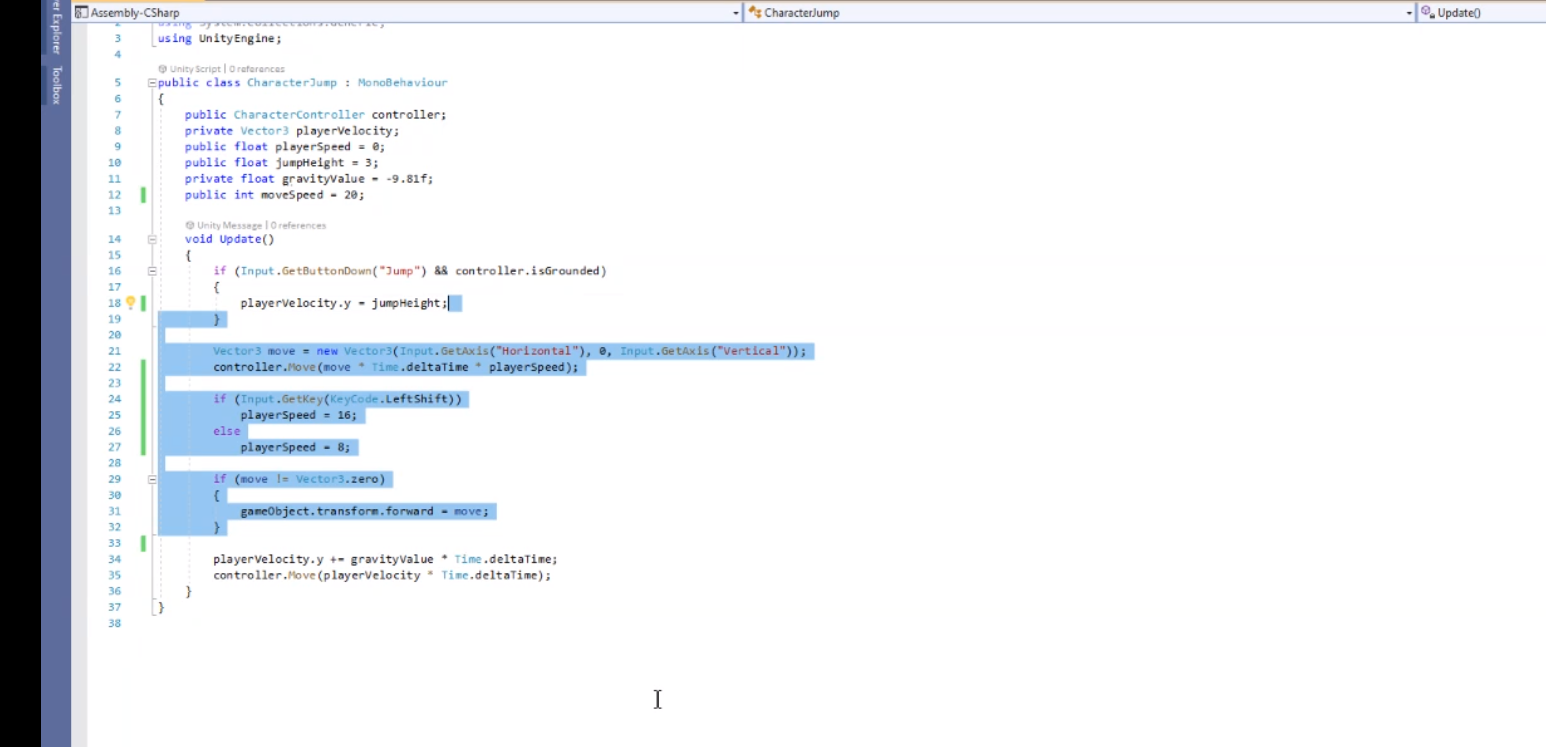 er Explorer
Toolbox
Assembly-CSharp
CharacterJump
Update()
2 using System.Collections.Generic;
3 using UnityEngine;
4
Unity Script | 0 references
5 public class CharacterJump : MonoBehaviour
6 {
7 public CharacterController controller;
8 private Vector3 playerVelocity;
9 public float playerSpeed = 0;
10 public float jumpHeight = 3;
11 private float gravityValue = -9.81f;
12 public int moveSpeed = 20;
13
Unity Message | 0 references
14 void Update()
15 {
16 if (Input.GetButtonDown("Jump") && controller.isGrounded)
17 {
18 playerVelocity.y = jumpHeight;
19 }
20
21 Vector3 move = new Vector3(Input.GetAxis("Horizontal"), 0, Input.GetAxis("Vertical"));
22 controller.Move(move * Time.deltaTime * playerSpeed);
23
24 if (Input.GetKey(KeyCode.LeftShift))
25 playerSpeed = 16;
26 else
27 playerSpeed = 8;
28
29 if (move != Vector3.zero)
30 {
31 gameObject.transform.forward = move;
32 }
33
34 playerVelocity.y += gravityValue * Time.deltaTime;
35 controller.Move(playerVelocity * Time.deltaTime);
36 }
37 }
38